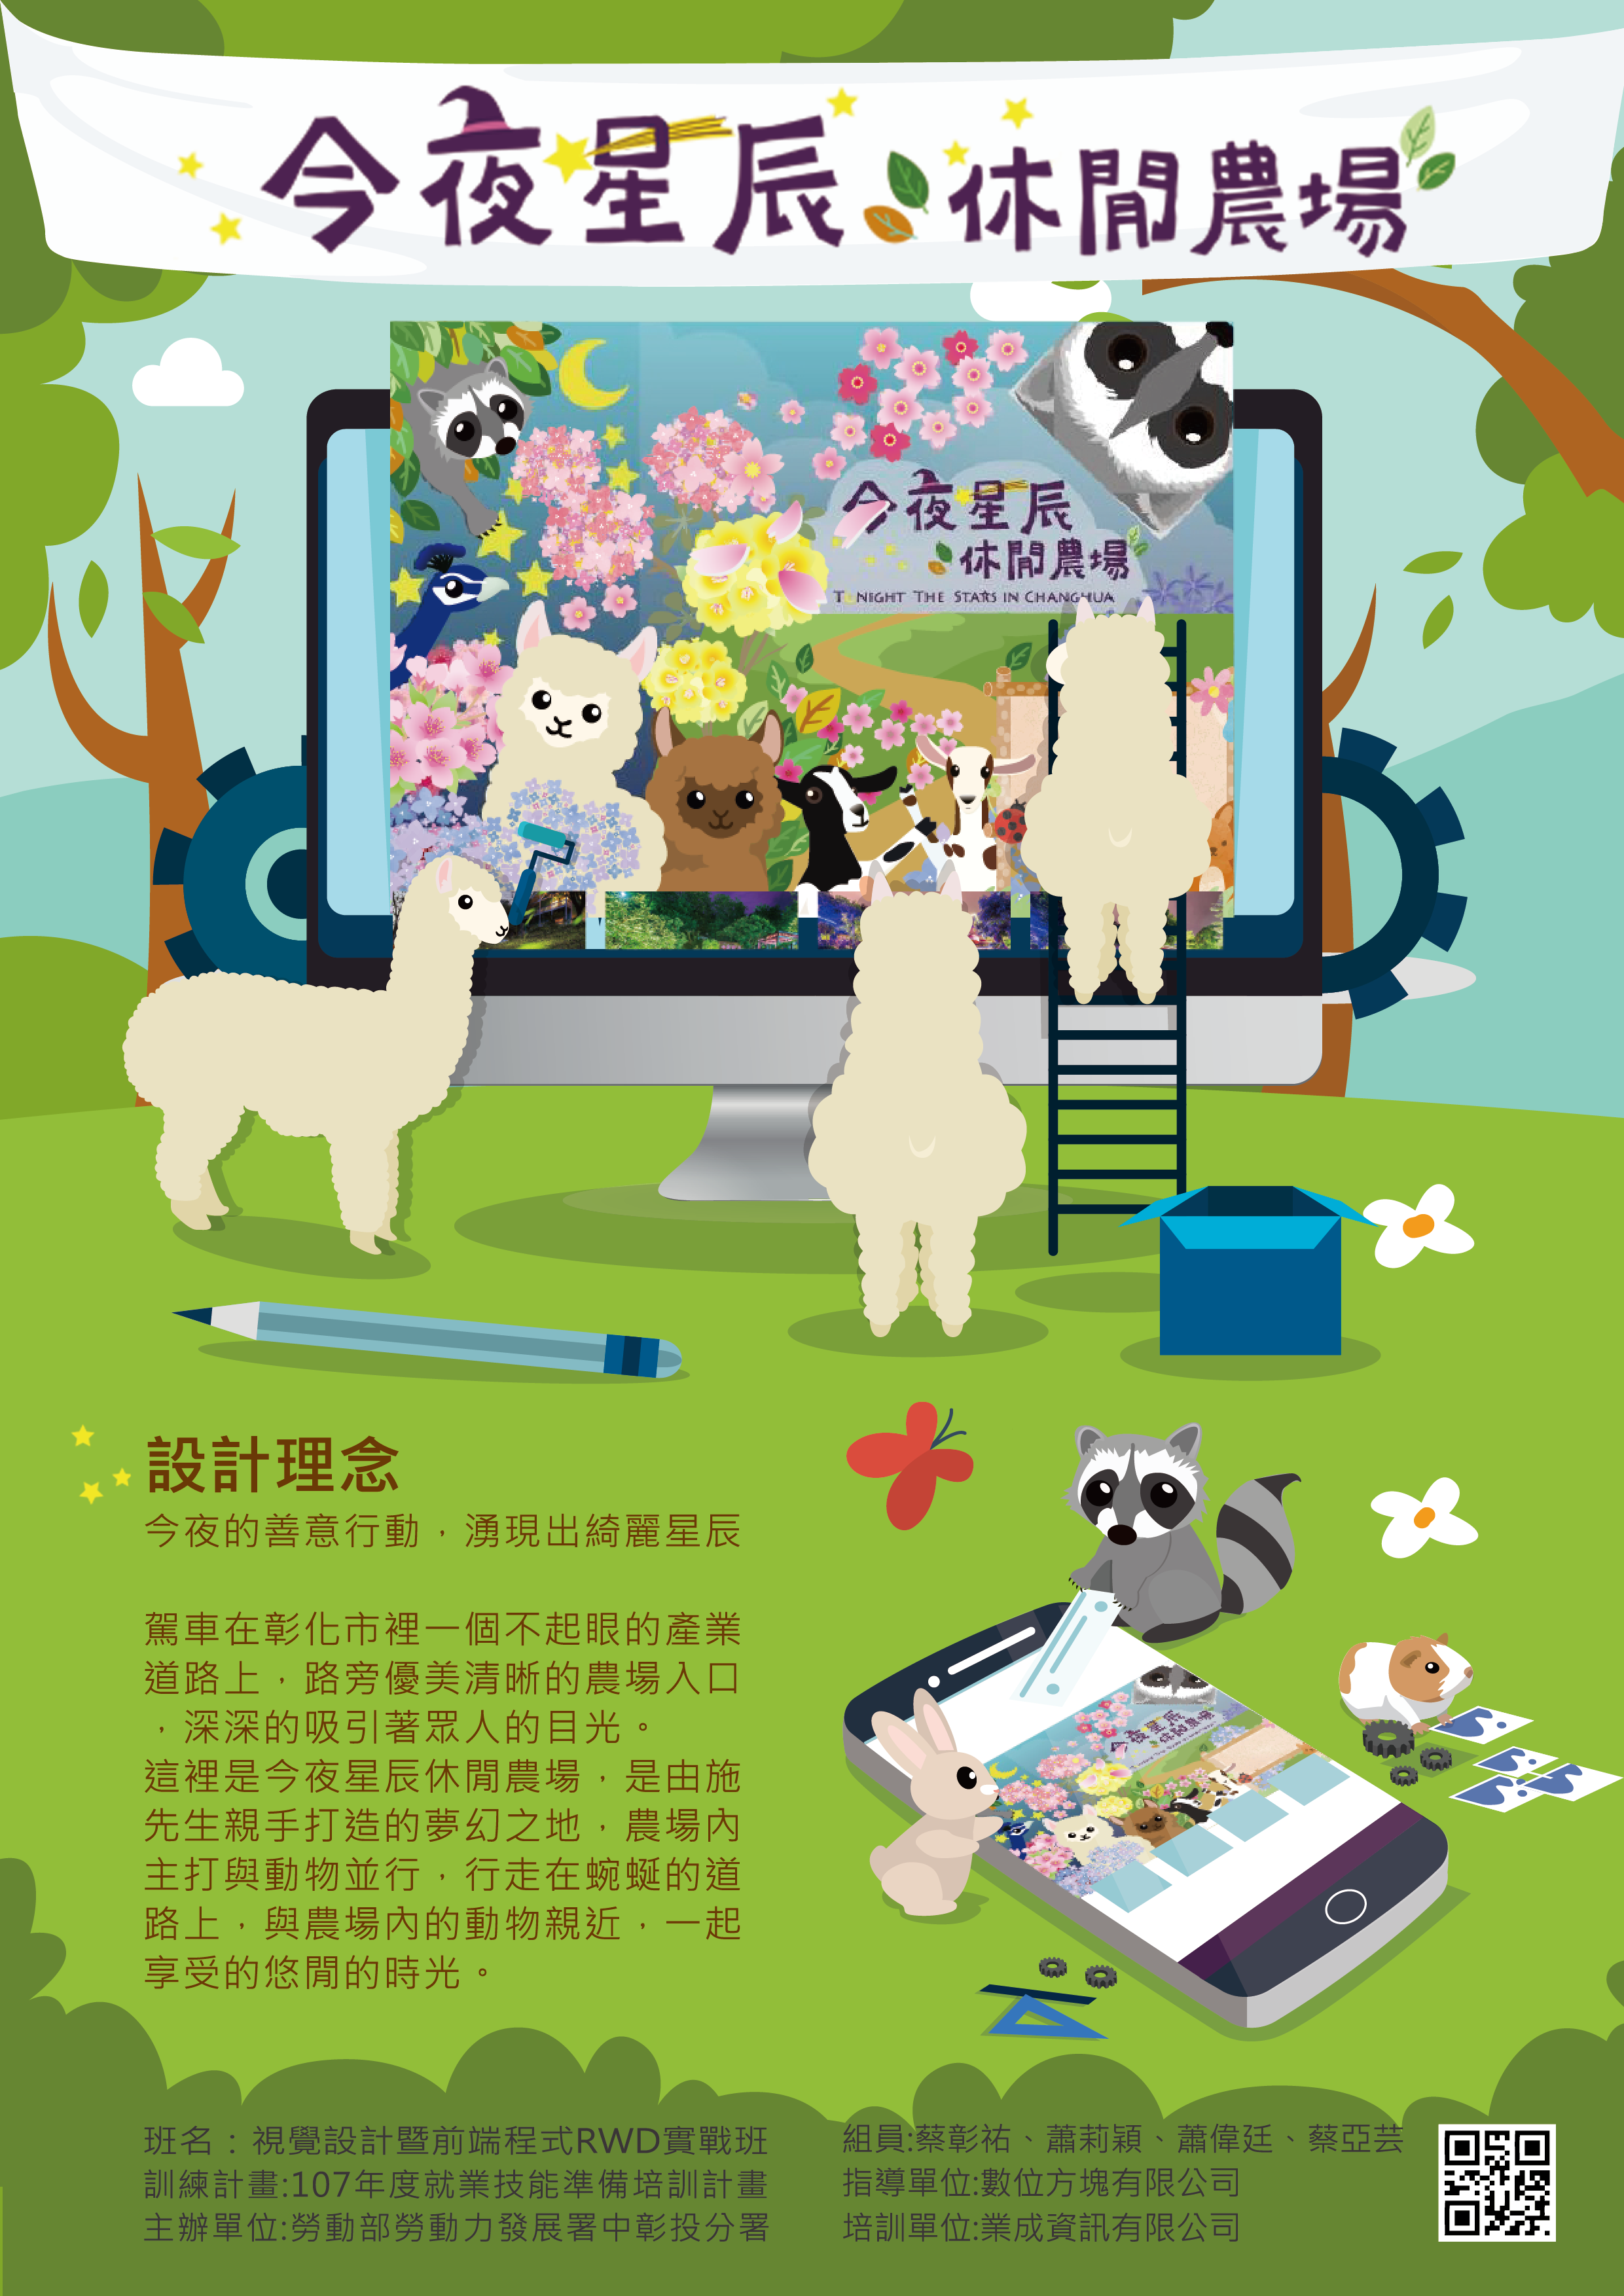 今夜星辰休閒農場
今夜星辰
休閒農場
TONIGHT THE STARS IN CHANGHUA
設計理念
今夜的善意行動，湧現出綺麗星辰
駕車在彰化市裡一個不起眼的產業
道路上，路旁優美清晰的農場入口
，深深的吸引著眾人的目光。
這裡是今夜星辰休閒農場，是由施
先生親手打造的夢幻之地，農場內
主打與動物並行，行走在蜿蜒的道
路上，與農場內的動物親近，一起
享受的悠閒的時光。
今夜星辰
休閒農場
班名：視覺設計暨前端程式RWD實戰班
訓練計畫:107年度就業技能準備培訓計畫
主辦單位:勞動部勞動力發展署中彰投分署
組員:蔡彰祐、蕭莉穎、蕭偉廷、蔡亞芸
指導單位:數位方塊有限公司
培訓單位:業成資訊有限公司